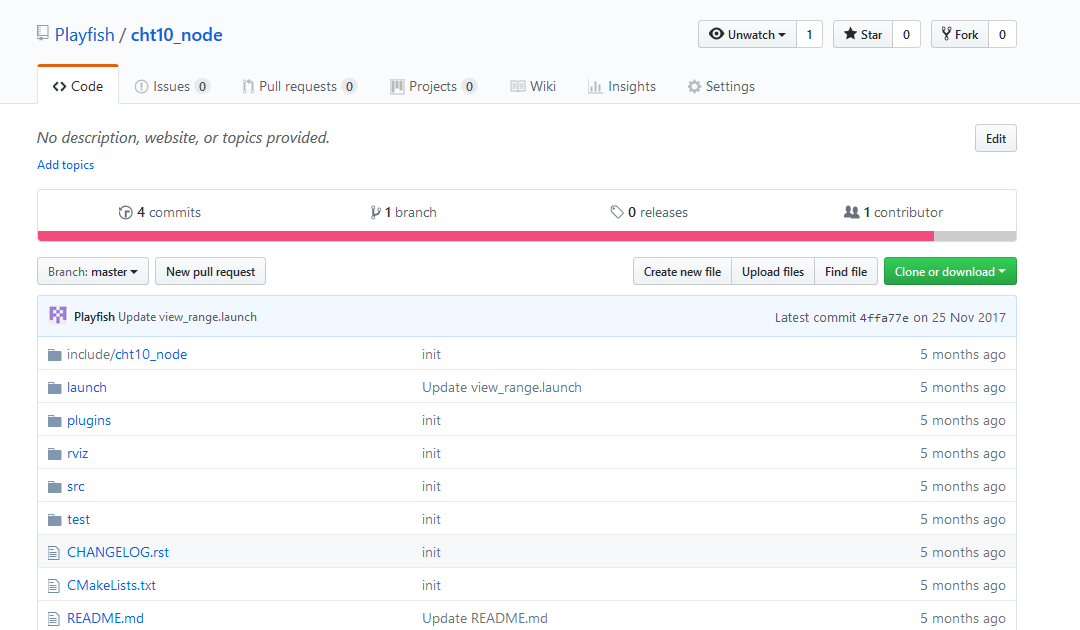 Playfish / cht10_node
Unwatch 1 Star 0 Fork 0
Code Issues 0 Pull requests 0 Projects 0 Wiki Insights Settings
No description, website, or topics provided. Edit
Add topics
4 commits 1 branch 0 releases 1 contributor
Branch: master New pull request Create new file Upload files Find file Clone or download
Playfish Update view_range.launch Latest commit 4ffa77e on 25 Nov 2017
include/cht10_node init 5 months ago
launch Update view_range.launch 5 months ago
plugins init 5 months ago
rviz init 5 months ago
src init 5 months ago
test init 5 months ago
CHANGELOG.rst init 5 months ago
CMakeLists.txt init 5 months ago
README.md Update README.md 5 months ago